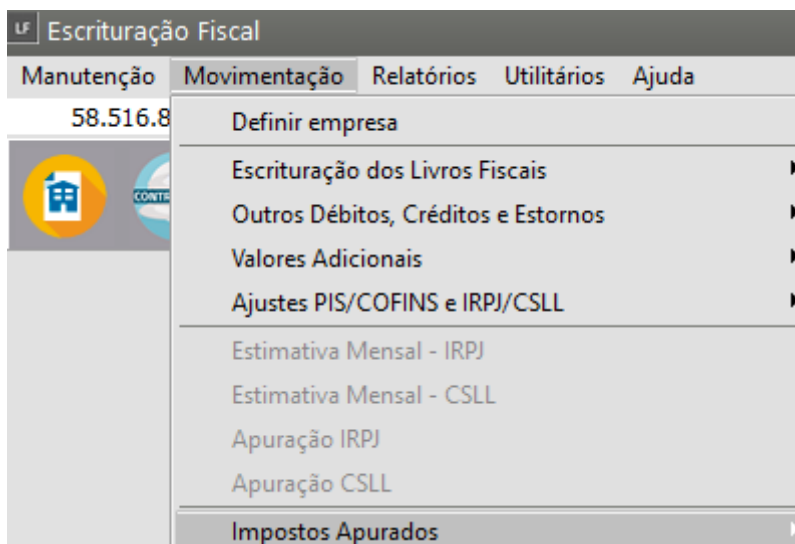 LF Escrituração Fiscal
Manutenção Movimentação Relatórios Utilitários Ajuda
58.516.8
Definir empresa
Escrituração dos Livros Fiscais
Outros Débitos, Créditos e Estornos
Valores Adicionais
Ajustes PIS/COFINS e IRPJ/CSLL
Estimativa Mensal - IRPJ
Estimativa Mensal - CSLL
Apuração IRPJ
Apuração CSLL
Impostos Apurados